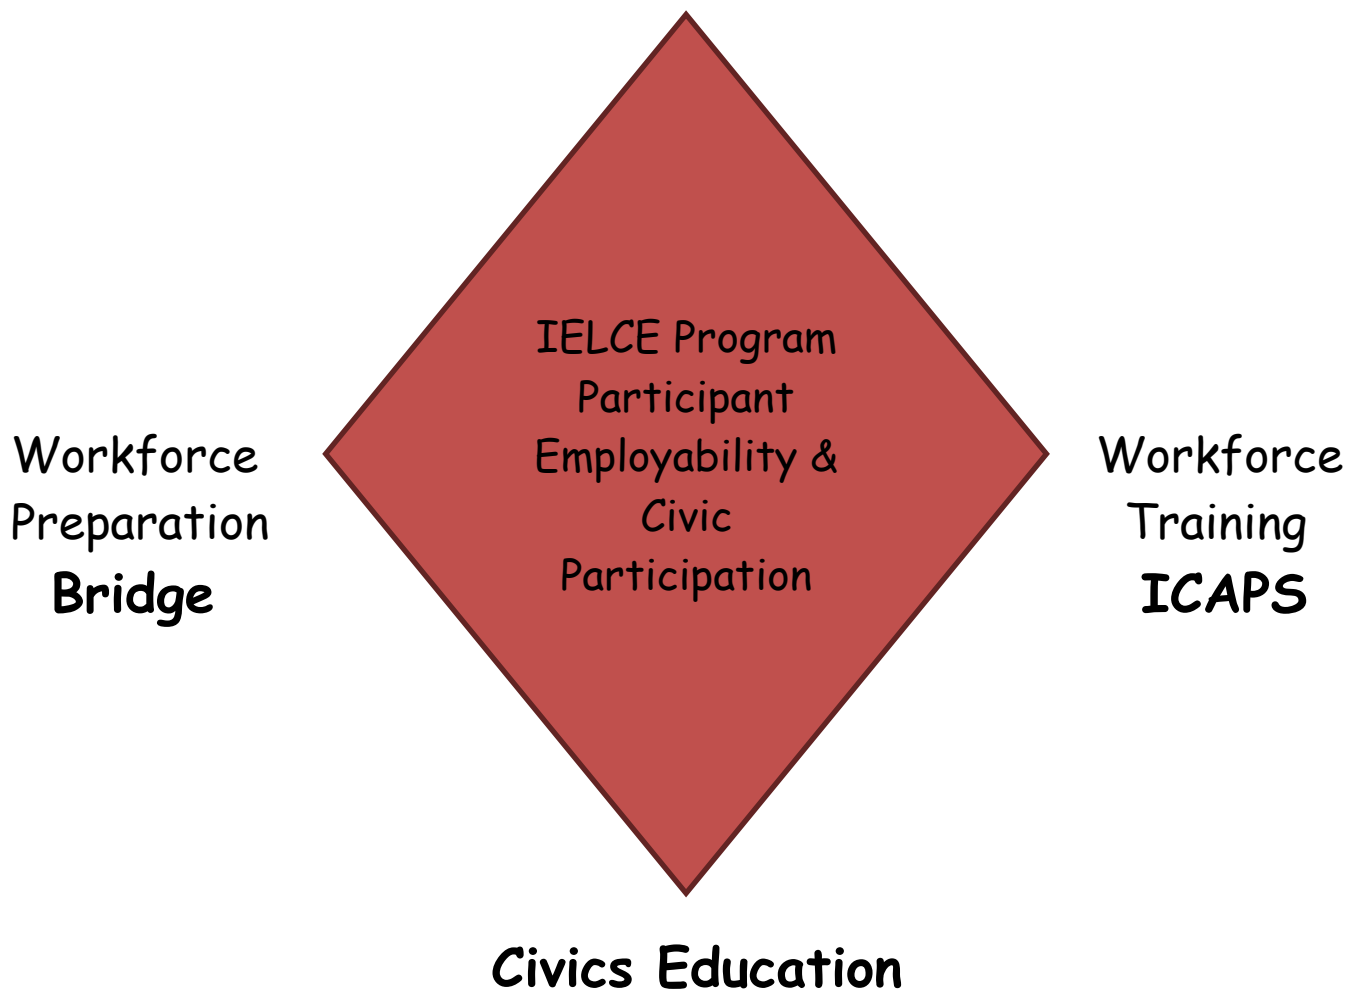 IELCE Program
Participant
Employability &
Civic
Participation
Workforce
Preparation
Bridge
Workforce
Training
ICAPS
Civics Education